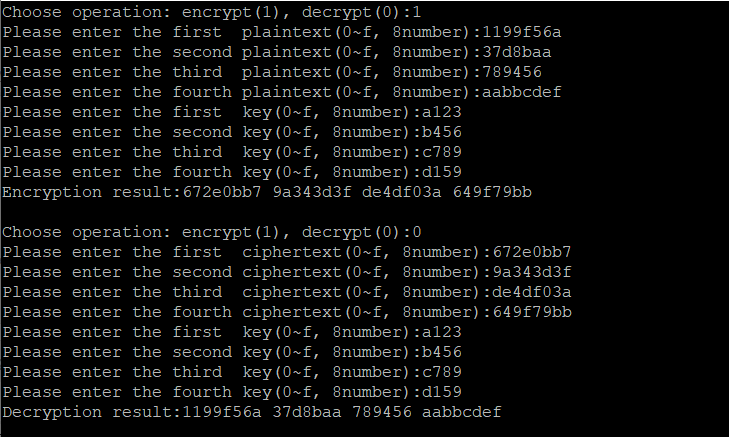 Choose operation: encrypt(1), decrypt(0):1
Please enter the first  plaintext(0~f, 8number):1199f56a
Please enter the second plaintext(0~f, 8number):37d8baa
Please enter the third  plaintext(0~f, 8number):789456
Please enter the fourth plaintext(0~f, 8number):aabbcdef
Please enter the first  key(0~f, 8number):a123
Please enter the second key(0~f, 8number):b456
Please enter the third  key(0~f, 8number):c789
Please enter the fourth key(0~f, 8number):d159
Encryption result:672e0bb7 9a343d3f de4df03a 649f79bb

Choose operation: encrypt(1), decrypt(0):0
Please enter the first  ciphertext(0~f, 8number):672e0bb7
Please enter the second ciphertext(0~f, 8number):9a343d3f
Please enter the third  ciphertext(0~f, 8number):de4df03a
Please enter the fourth ciphertext(0~f, 8number):649f79bb
Please enter the first  key(0~f, 8number):a123
Please enter the second key(0~f, 8number):b456
Please enter the third  key(0~f, 8number):c789
Please enter the fourth key(0~f, 8number):d159
Decryption result:1199f56a 37d8baa 789456 aabbcdef